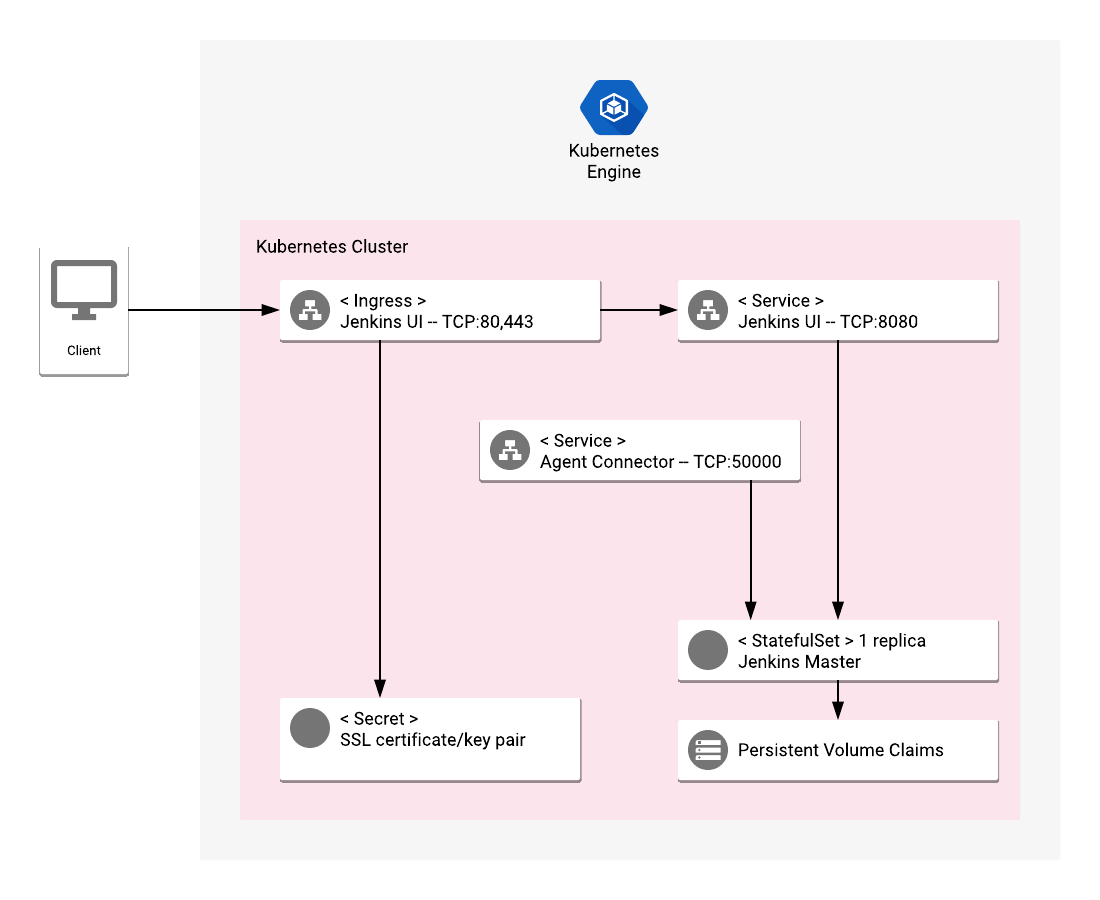 Kubernetes
Engine
Kubernetes Cluster
Client
< Ingress >
Jenkins UI -- TCP:80,443
< Service >
Jenkins UI -- TCP:8080
< Service >
Agent Connector -- TCP:50000
< StatefulSet > 1 replica
Jenkins Master
< Secret >
SSL certificate/key pair
Persistent Volume Claims